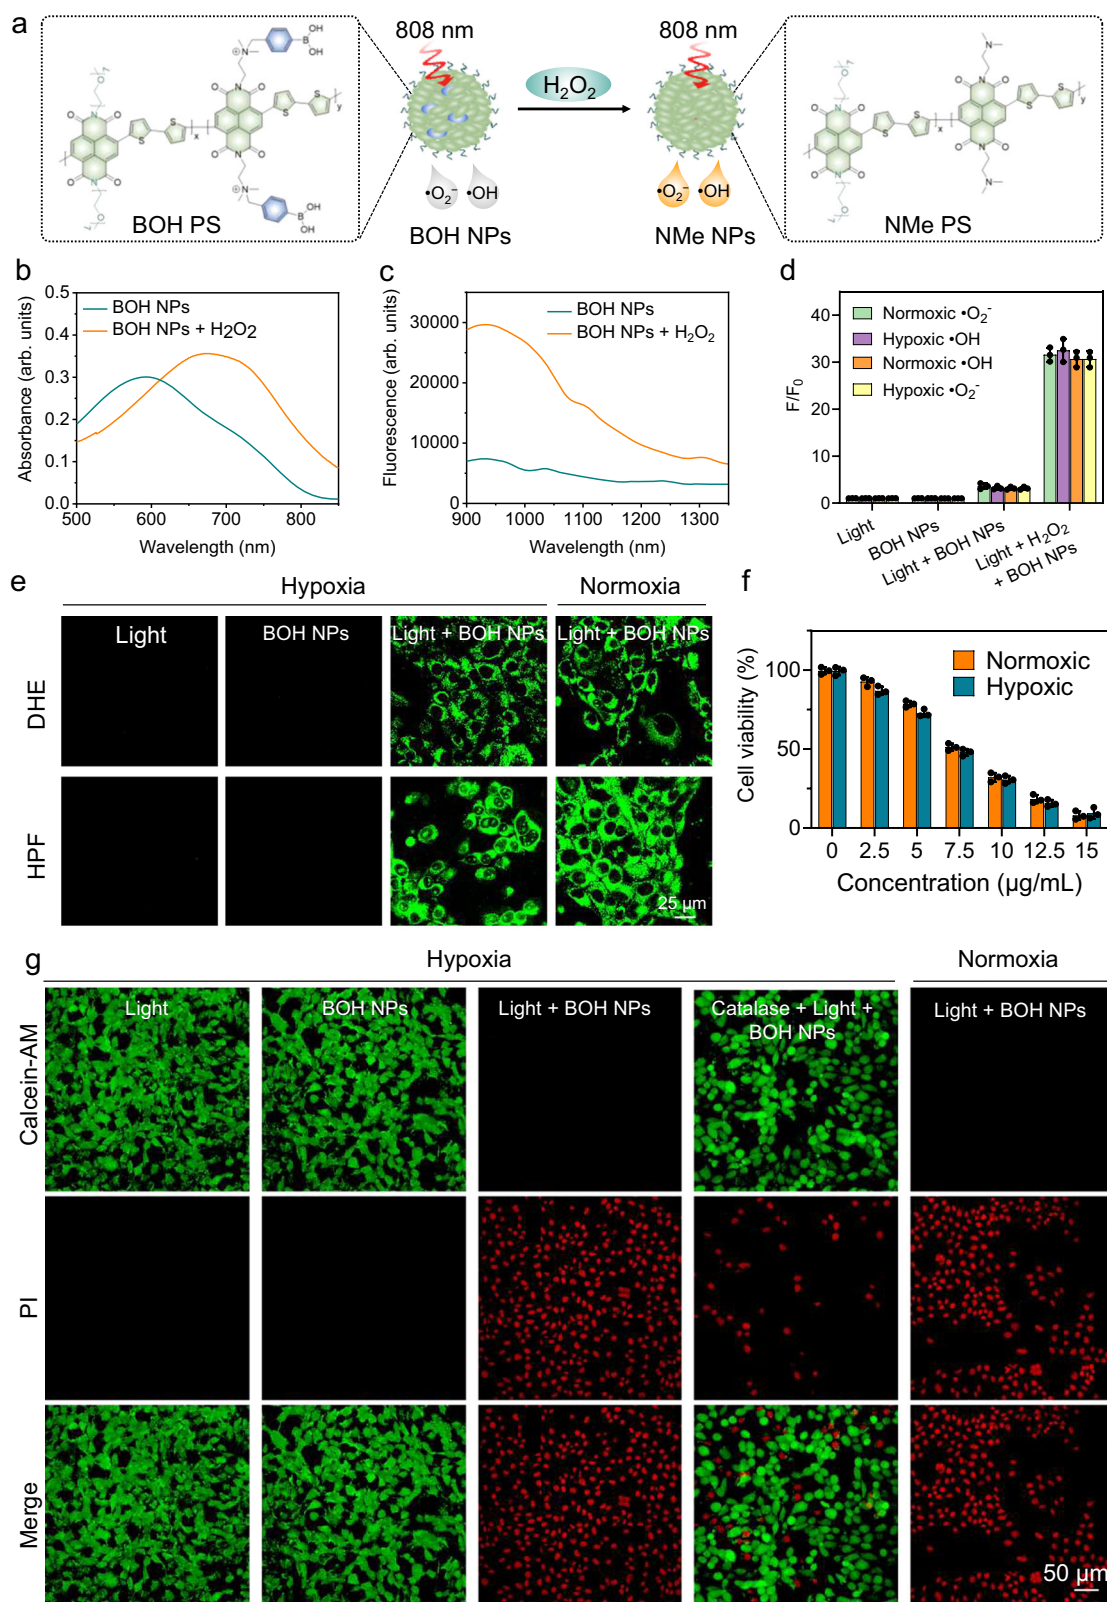 a
808 nm
808 nm
H₂O₂
•O₂⁻ •OH
•O₂⁻ •OH
BOH PS
BOH NPs
NMe NPs
NMe PS
b
Absorbance (arb. units)
0.5
0.4
0.3
0.2
0.1
0.0
BOH NPs
BOH NPs + H2O2
500 600 700 800
Wavelength (nm)
c
Fluorescence (arb. units)
30000
20000
10000
0
BOH NPs
BOH NPs + H₂O₂
900 1000 1100 1200 1300
Wavelength (nm)
d
F/F₀
40
30
20
10
0
Normoxic •O₂⁻
Hypoxic •OH
Normoxic •OH
Hypoxic •O₂⁻
Light
BOH NPs
Light + BOH NPs
Light + H₂O₂
+ BOH NPs
e
Hypoxia
Normoxia
Light
BOH NPs
Light + BOH NPs
Light + BOH NPs
DHE
HPF
25 µm
f
Cell viability (%)
100
50
0
Normoxic
Hypoxic
0 2.5 5 7.5 10 12.5 15
Concentration (µg/mL)
g
Hypoxia
Normoxia
Light
BOH NPs
Light + BOH NPs
Catalase + Light +
BOH NPs
Light + BOH NPs
Calcein-AM
PI
Merge
50 µm